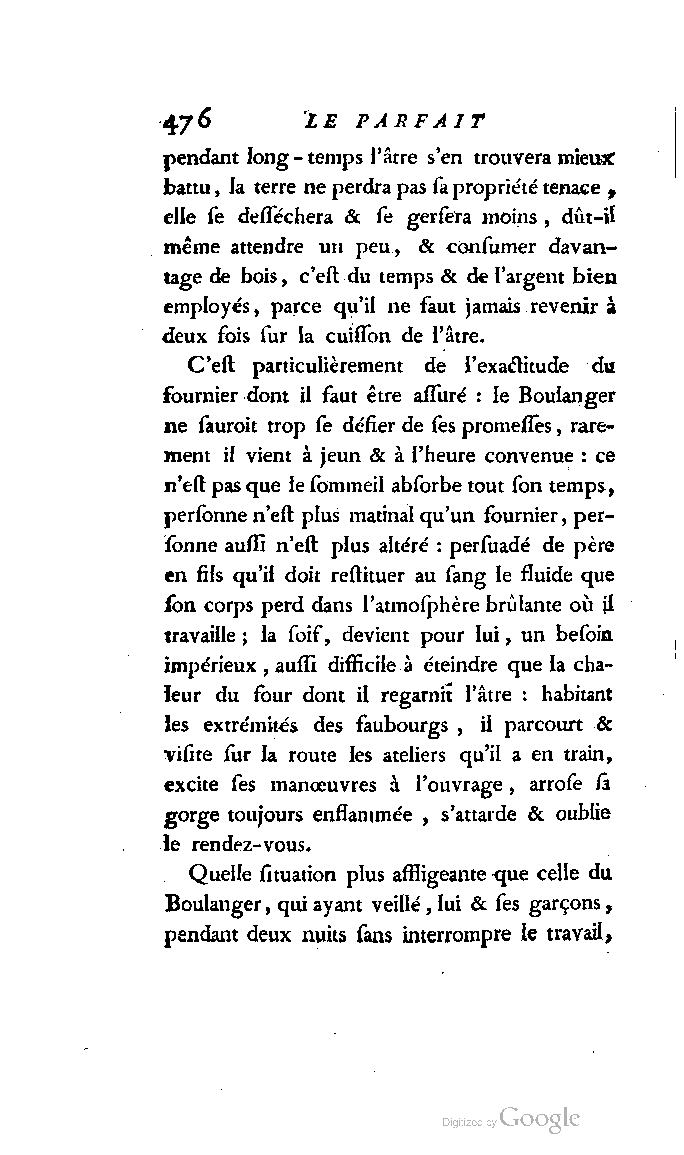 476 LE PARFAIT
pendant long-temps l'âtre s'en trouvera mieux
battu, la terre ne perdra pas ſa propriété tenace,
elle ſe deſſéchera & ſe gerſera moins, dût-il
même attendre un peu, & conſumer davan-
tage de bois, c'eſt du temps & de l'argent bien
employés, parce qu'il ne faut jamais revenir à
deux fois ſur la cuiſſon de l'âtre.
C'eſt particulièrement de l'exactitude du
fournier dont il faut être aſſuré : le Boulanger
ne ſauroit trop ſe défier de ſes promeſſes, rare-
ment il vient à jeun & à l'heure convenue : ce
n'eſt pas que le ſommeil abſorbe tout ſon temps,
perſonne n'eſt plus matinal qu'un fournier, per-
ſonne auſſi n'eſt plus altéré : perſuadé de père
en fils qu'il doit reſtituer au ſang le fluide que
ſon corps perd dans l'atmoſphère brûlante où il
travaille ; la ſoif, devient pour lui, un beſoin
impérieux, auſſi difficile à éteindre que la cha-
leur du four dont il regarnit l'âtre : habitant
les extrémités des faubourgs, il parcourt &
viſite ſur la route les ateliers qu'il a en train,
excite ſes manœuvres à l'ouvrage, arroſe ſa
gorge toujours enflammée, s'attarde & oublie
le rendez-vous.
Quelle ſituation plus affligeante que celle du
Boulanger, qui ayant veillé, lui & ſes garçons,
pendant deux nuits ſans interrompre le travail,
Digitized by Google